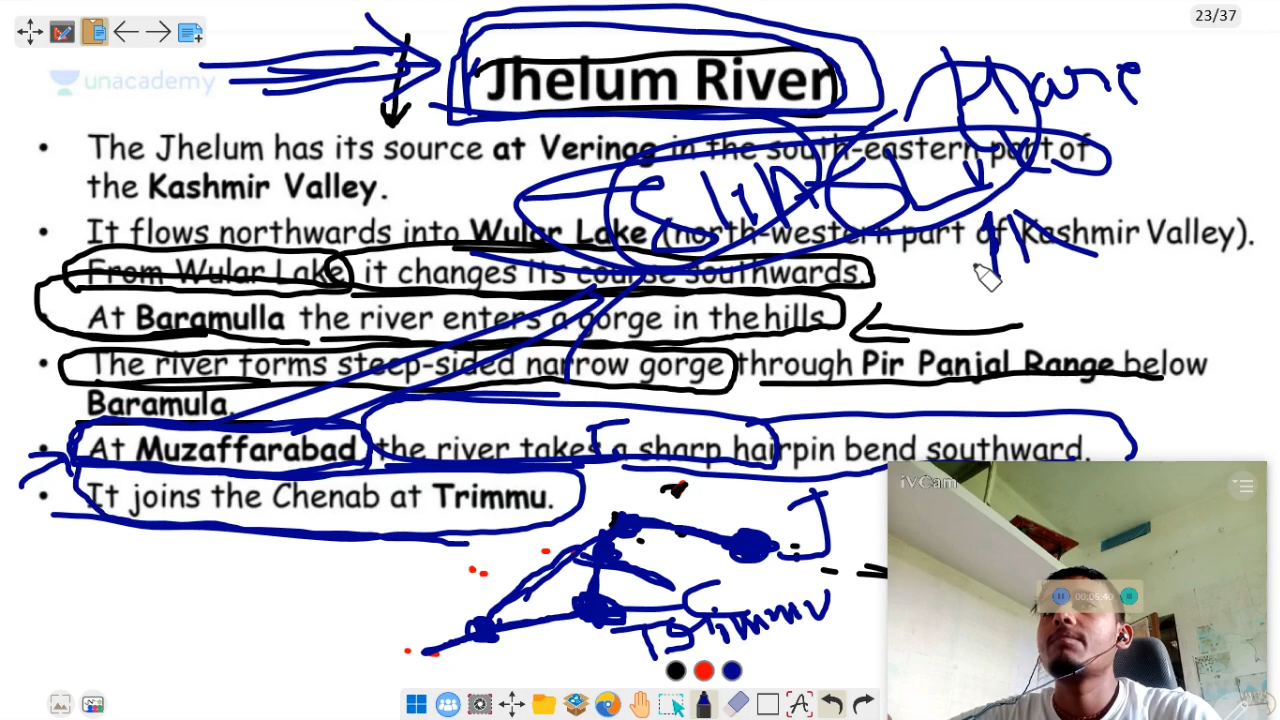 23/37
unacademy
Jhelum River
• The Jhelum has its source at Verinag in the south-eastern part of
the Kashmir Valley.
• It flows northwards into Wular Lake (north-western part of Kashmir Valley).
From Wular Lake, it changes its course southwards.
At Baramulla the river enters a gorge in the hills.
• The river forms steep-sided narrow gorge through Pir Panjal Range below
Baramula.
• At Muzaffarabad the river takes a sharp hairpin bend southward.
• It joins the Chenab at Trimmu.
J
C
iVCam
00:05:40